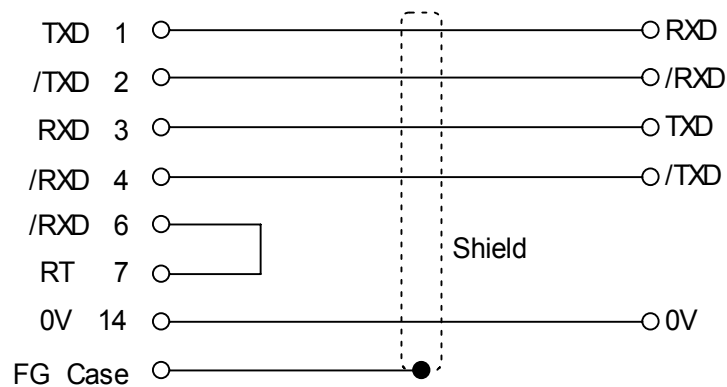 TXD 1 RXD
/TXD 2 /RXD
RXD 3 TXD
/RXD 4 /TXD
/RXD 6
Shield
RT 7
0V 14 0V
FG Case